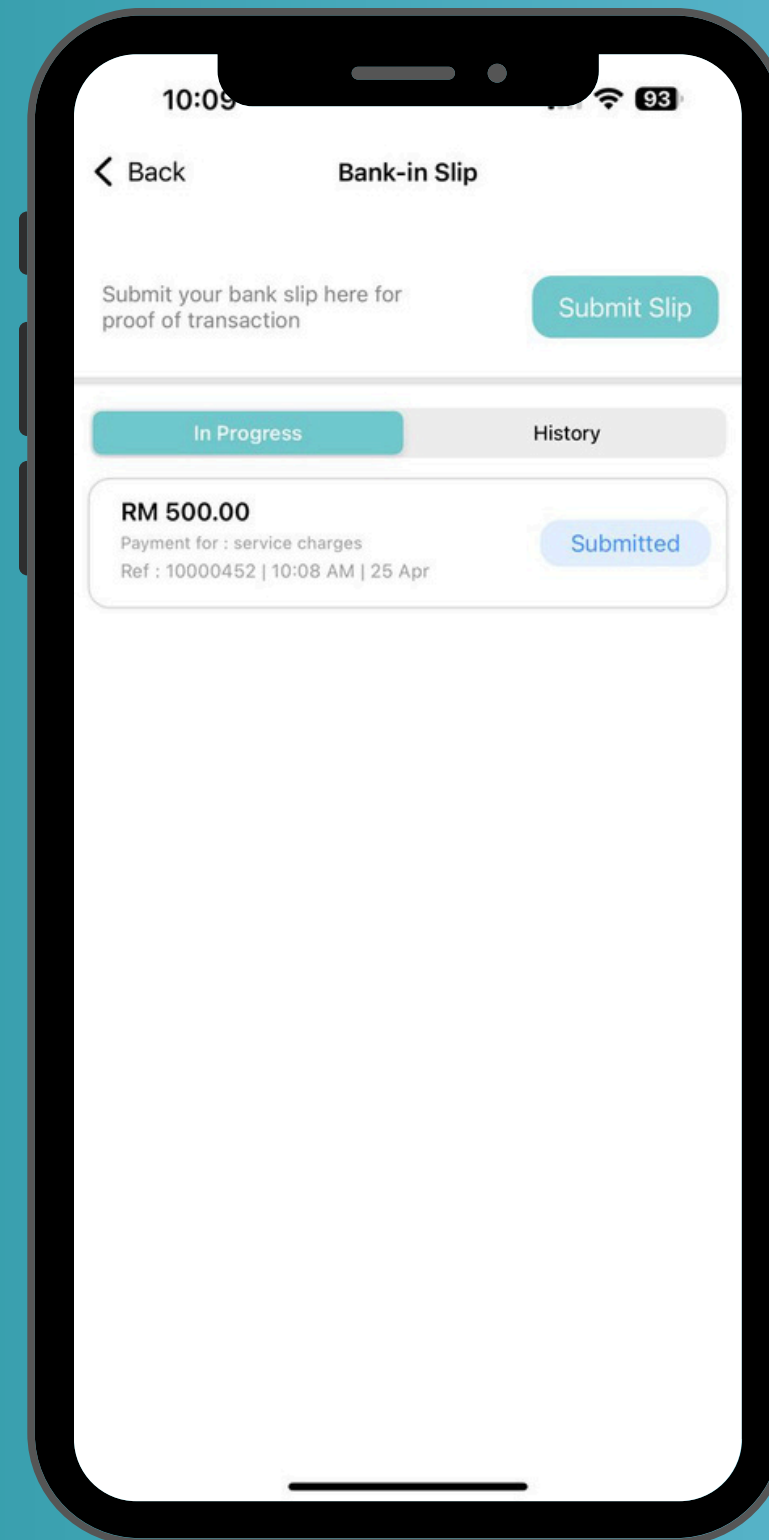 10:09
93
Back
Bank-in Slip
Submit your bank slip here for
proof of transaction
Submit Slip
In Progress
History
RM 500.00
Payment for : service charges
Ref : 10000452 | 10:08 AM | 25 Apr
Submitted